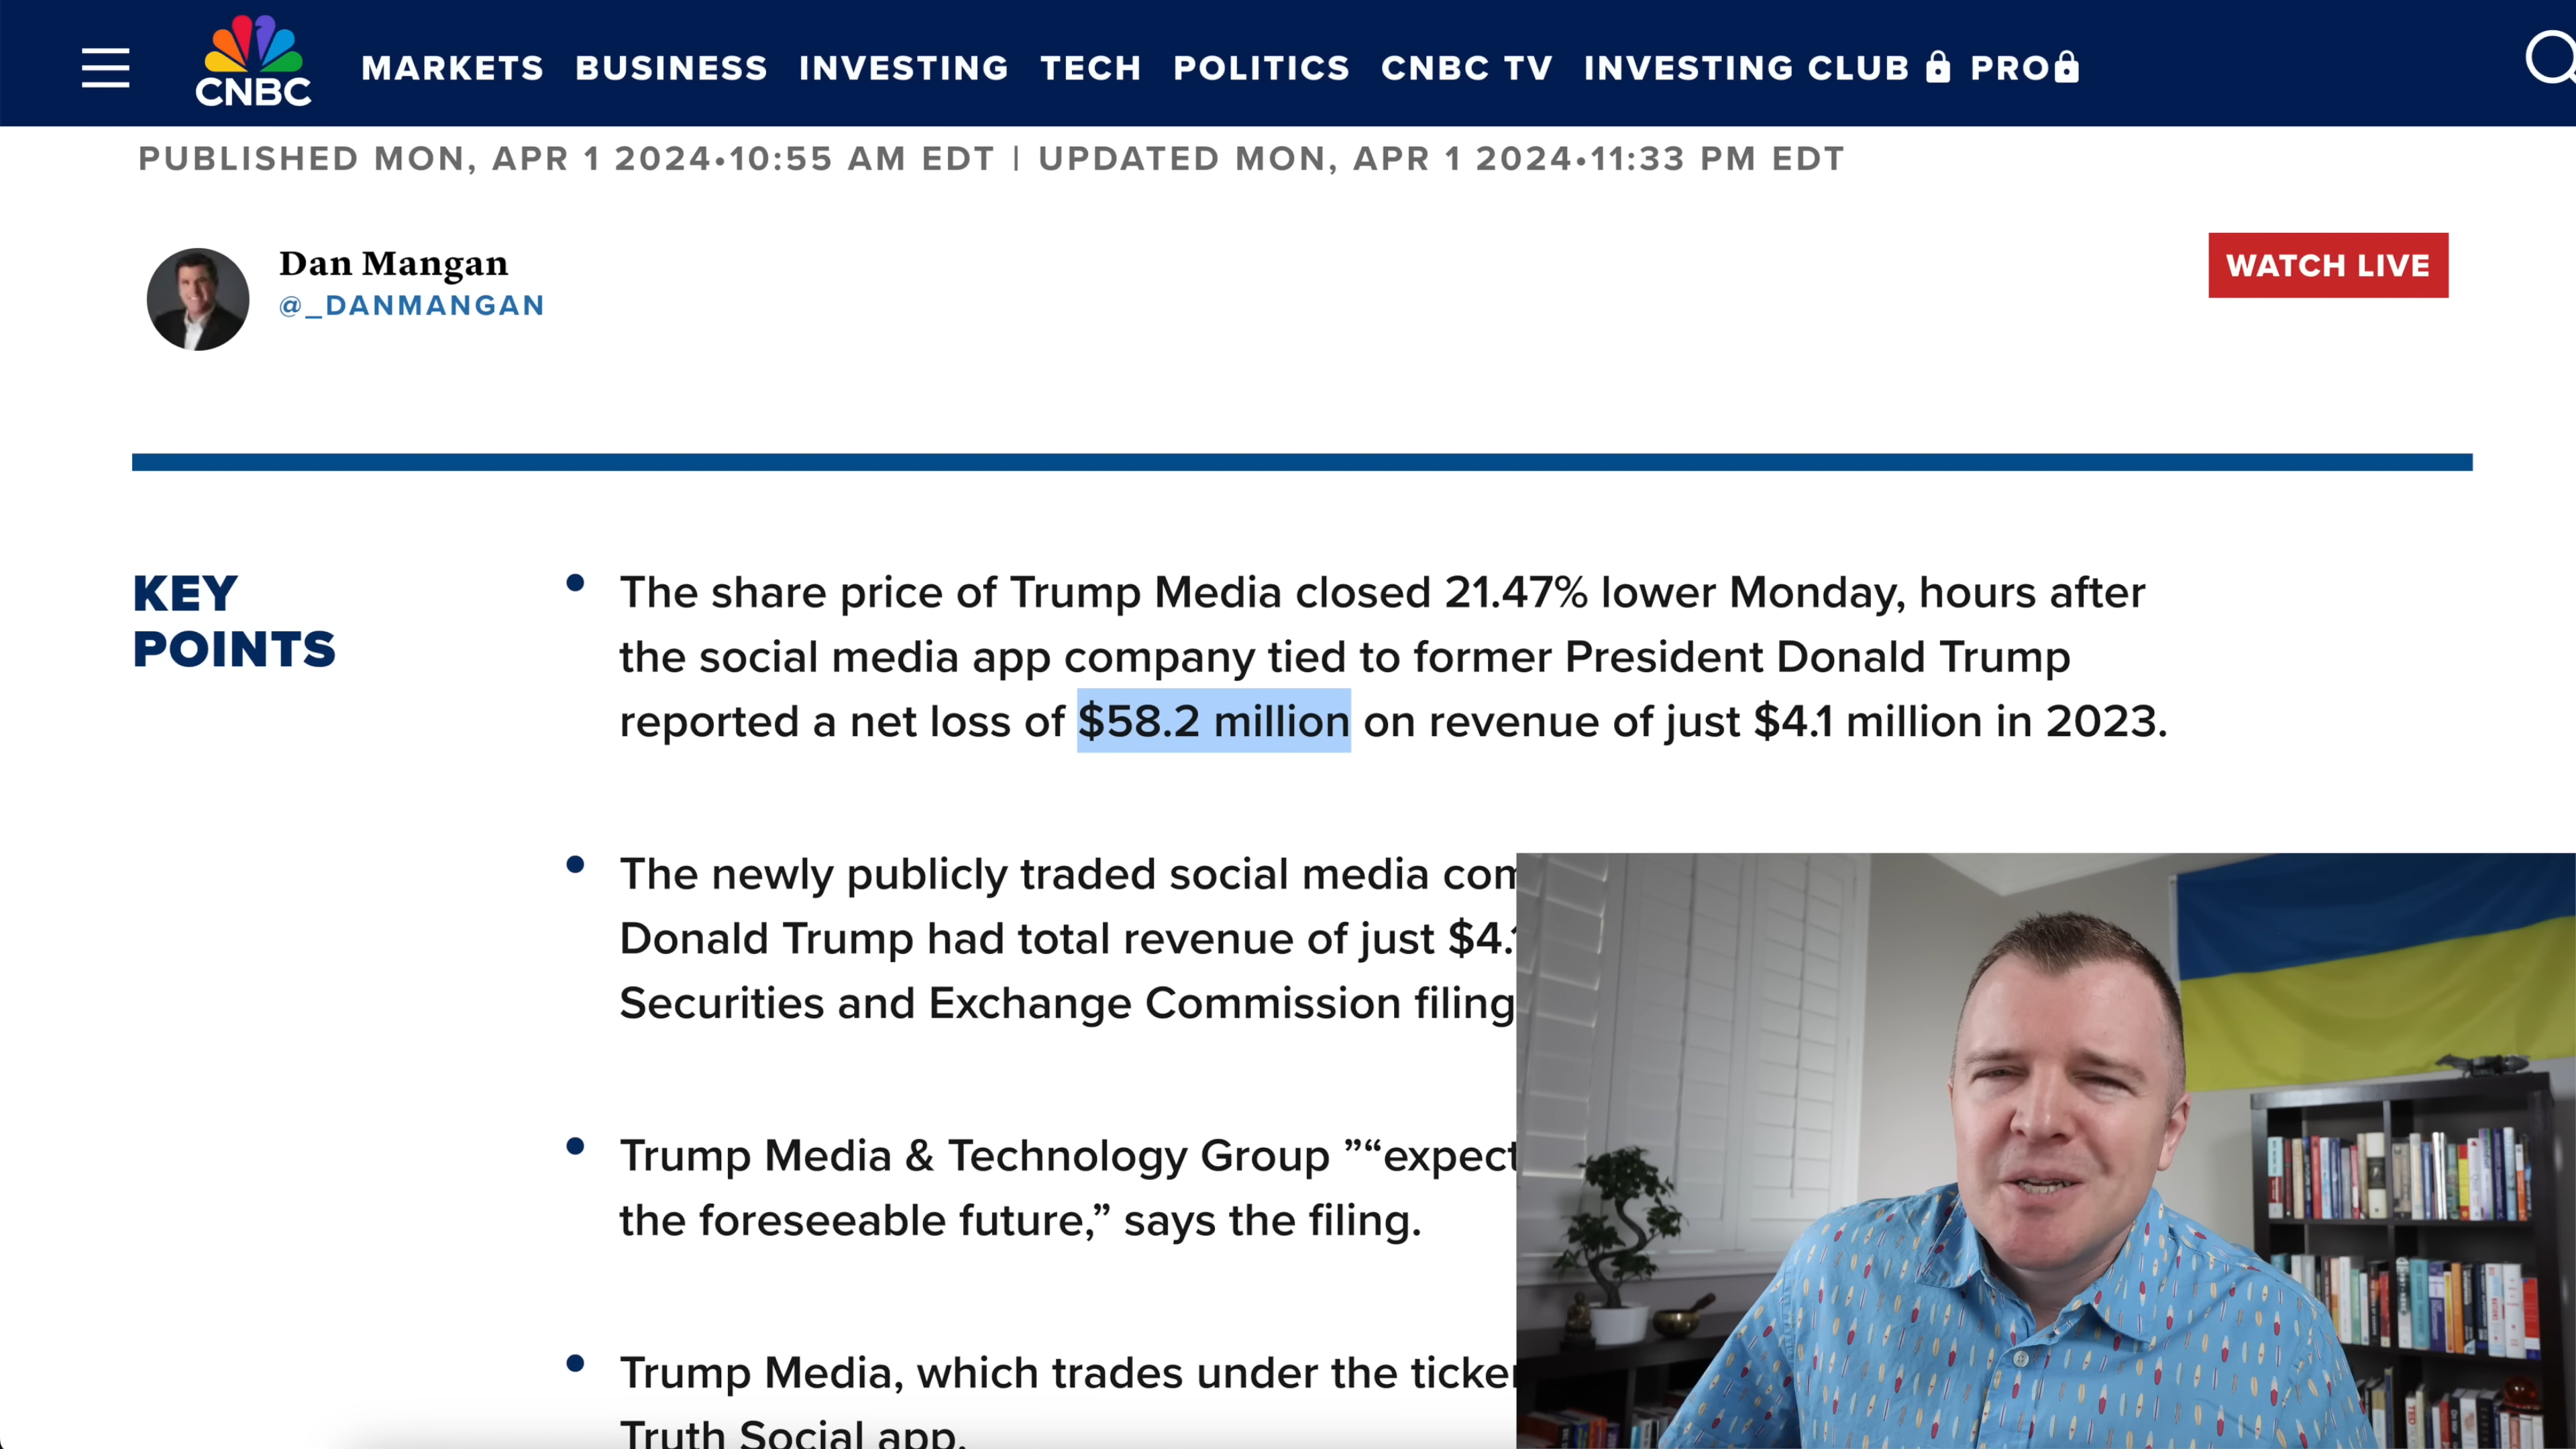 CNBC
MARKETS BUSINESS INVESTING TECH POLITICS CNBC TV INVESTING CLUB PRO
PUBLISHED MON, APR 1 2024•10:55 AM EDT | UPDATED MON, APR 1 2024•11:33 PM EDT
Dan Mangan
@_DANMANGAN
WATCH LIVE
KEY
POINTS
• The share price of Trump Media closed 21.47% lower Monday, hours after
the social media app company tied to former President Donald Trump
reported a net loss of $58.2 million on revenue of just $4.1 million in 2023.
• The newly publicly traded social media
Donald Trump had total revenue of just
Securities and Exchange Commission filing
• Trump Media & Technology Group ”“expect
the foreseeable future,” says the filing.
• Trump Media, which trades under the
Truth Social app.